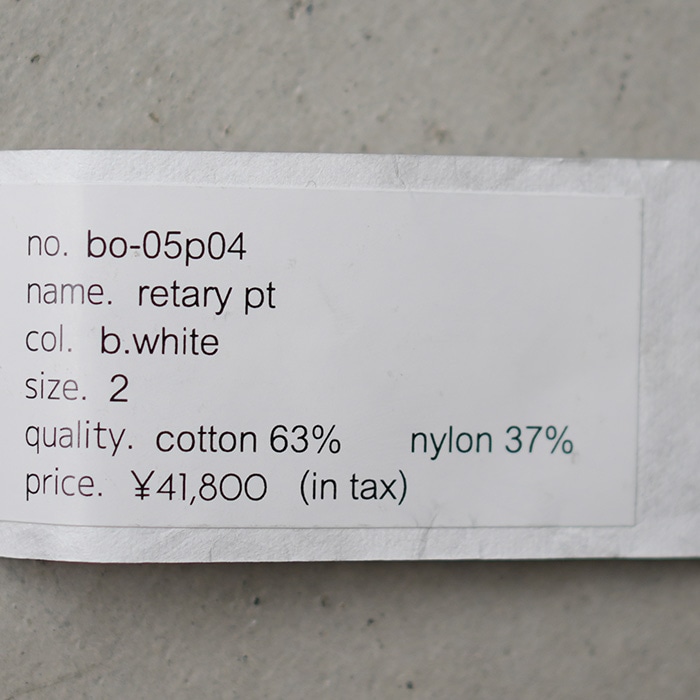 no. bo-05p04
name. retary pt
col. b.white
size. 2
quality. cotton 63% nylon 37%
price. ¥41,800 (in tax)